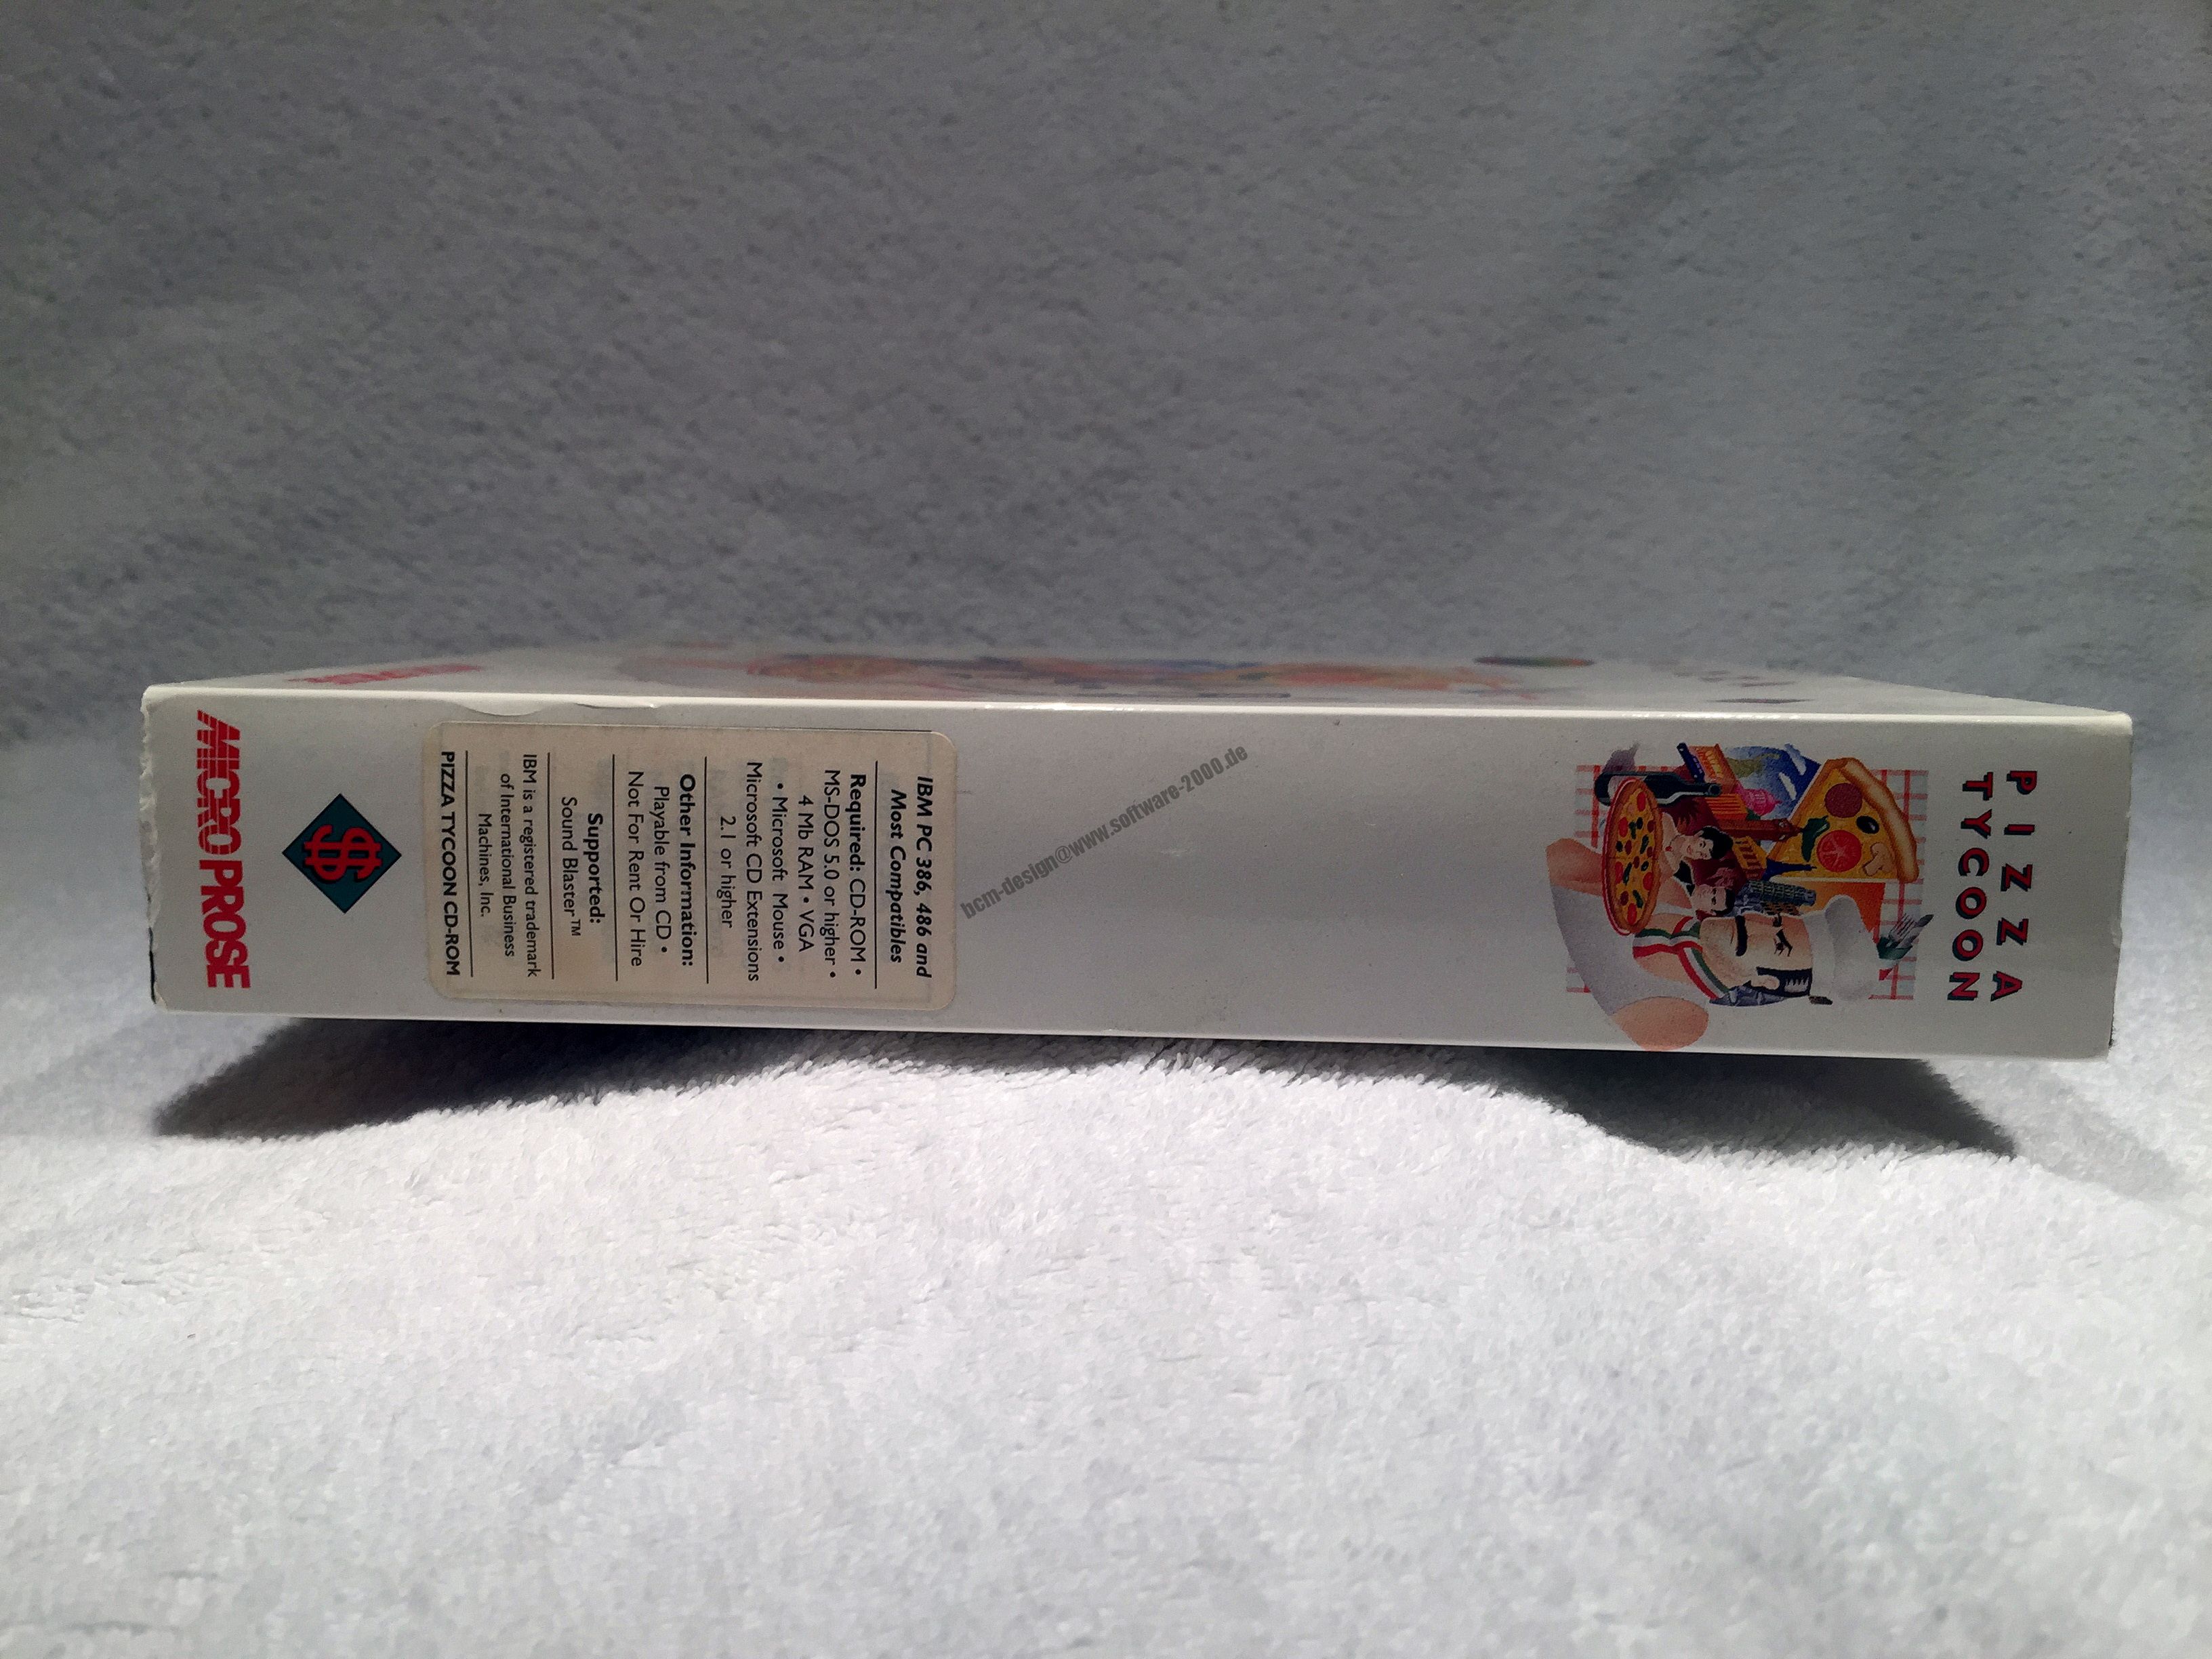 PIZZA
TYCOON
IBM PC 386, 486 and
Most Compatibles
Required: CD-ROM •
MS-DOS 5.0 or higher •
4 Mb RAM • VGA
• Microsoft Mouse •
Microsoft CD Extensions
2.1 or higher
Other Information:
Playable from CD •
Not For Rent Or Hire
Supported:
Sound Blaster™
IBM is a registered trademark
of International Business
Machines, Inc.
PIZZA TYCOON CD-ROM
$
MICROPROSE
bcm-design@www.software-2000.de